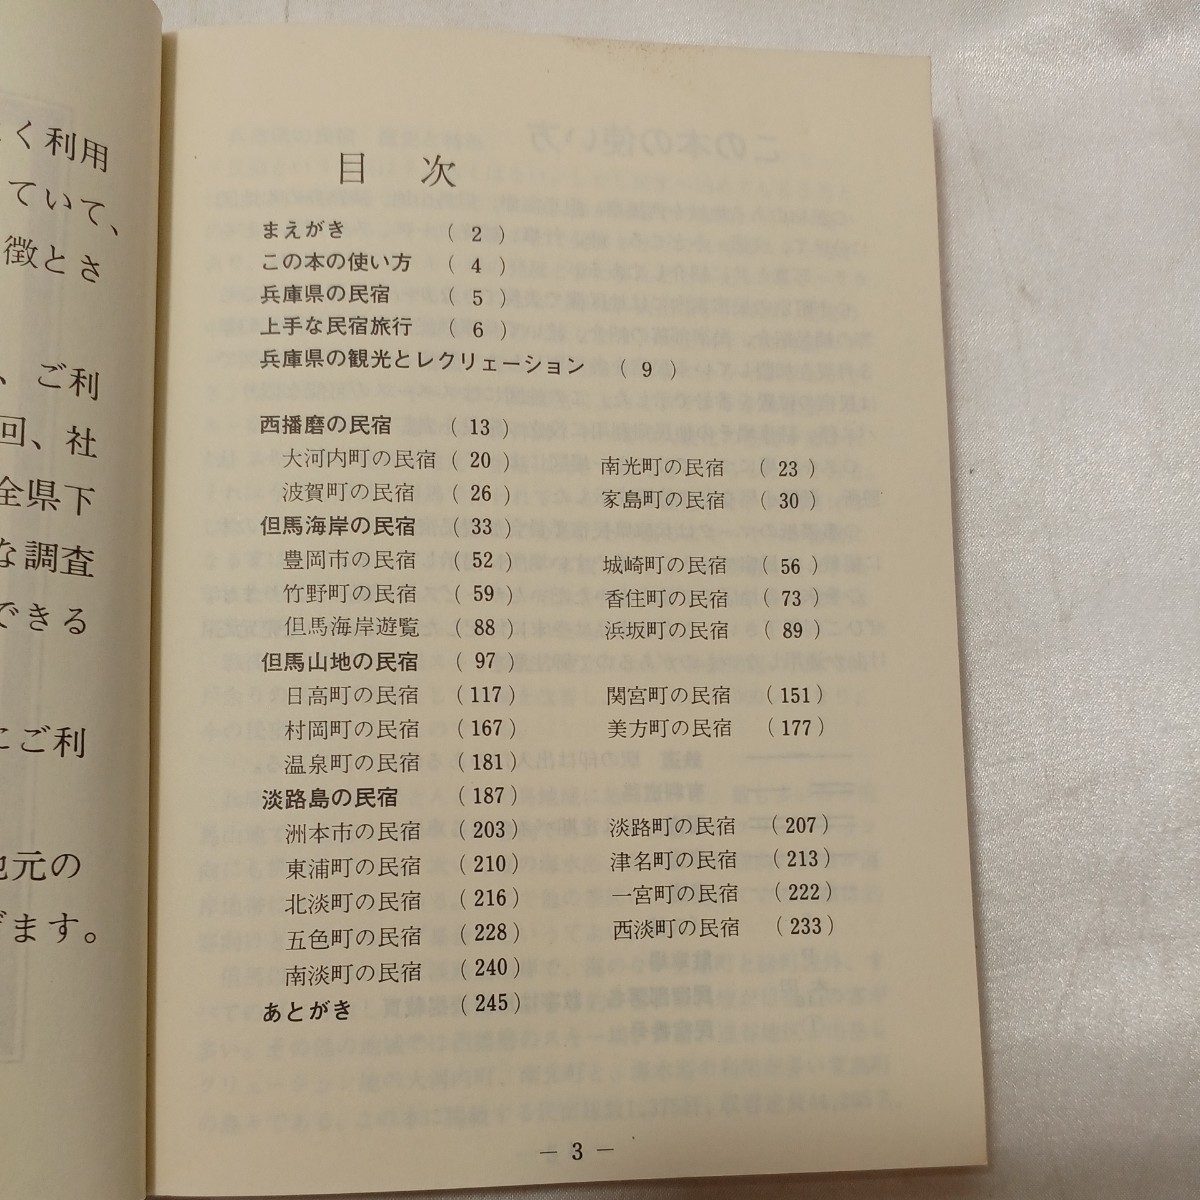 く利用
ていて、
徴とさ
、ご利
回、社
全県下
な調査
できる
にご利
地元の
げます。
目 次
まえがき (2)
この本の使い方 (4)
兵庫県の民宿 (5)
上手な民宿旅行 (6)
兵庫県の観光とレクリェーション (9)
西播磨の民宿 (13)
大河内町の民宿 (20) 南光町の民宿 (23)
波賀町の民宿 (26) 家島町の民宿 (30)
但馬海岸の民宿 (33)
豊岡市の民宿 (52) 城崎町の民宿 (56)
竹野町の民宿 (59) 香住町の民宿 (73)
但馬海岸遊覧 (88) 浜坂町の民宿 (89)
但馬山地の民宿 (97)
日高町の民宿 (117) 関宮町の民宿 (151)
村岡町の民宿 (167) 美方町の民宿 (177)
温泉町の民宿 (181)
淡路島の民宿 (187)
洲本市の民宿 (203) 淡路町の民宿 (207)
東浦町の民宿 (210) 津名町の民宿 (213)
北淡町の民宿 (216) 一宮町の民宿 (222)
五色町の民宿 (228) 西淡町の民宿 (233)
南淡町の民宿 (240)
あとがき (245)
— 3 —